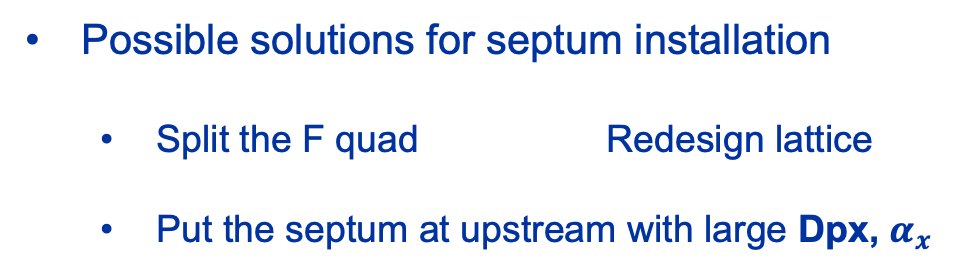 • Possible solutions for septum installation
• Split the F quad Redesign lattice
• Put the septum at upstream with large Dpx, αₓ